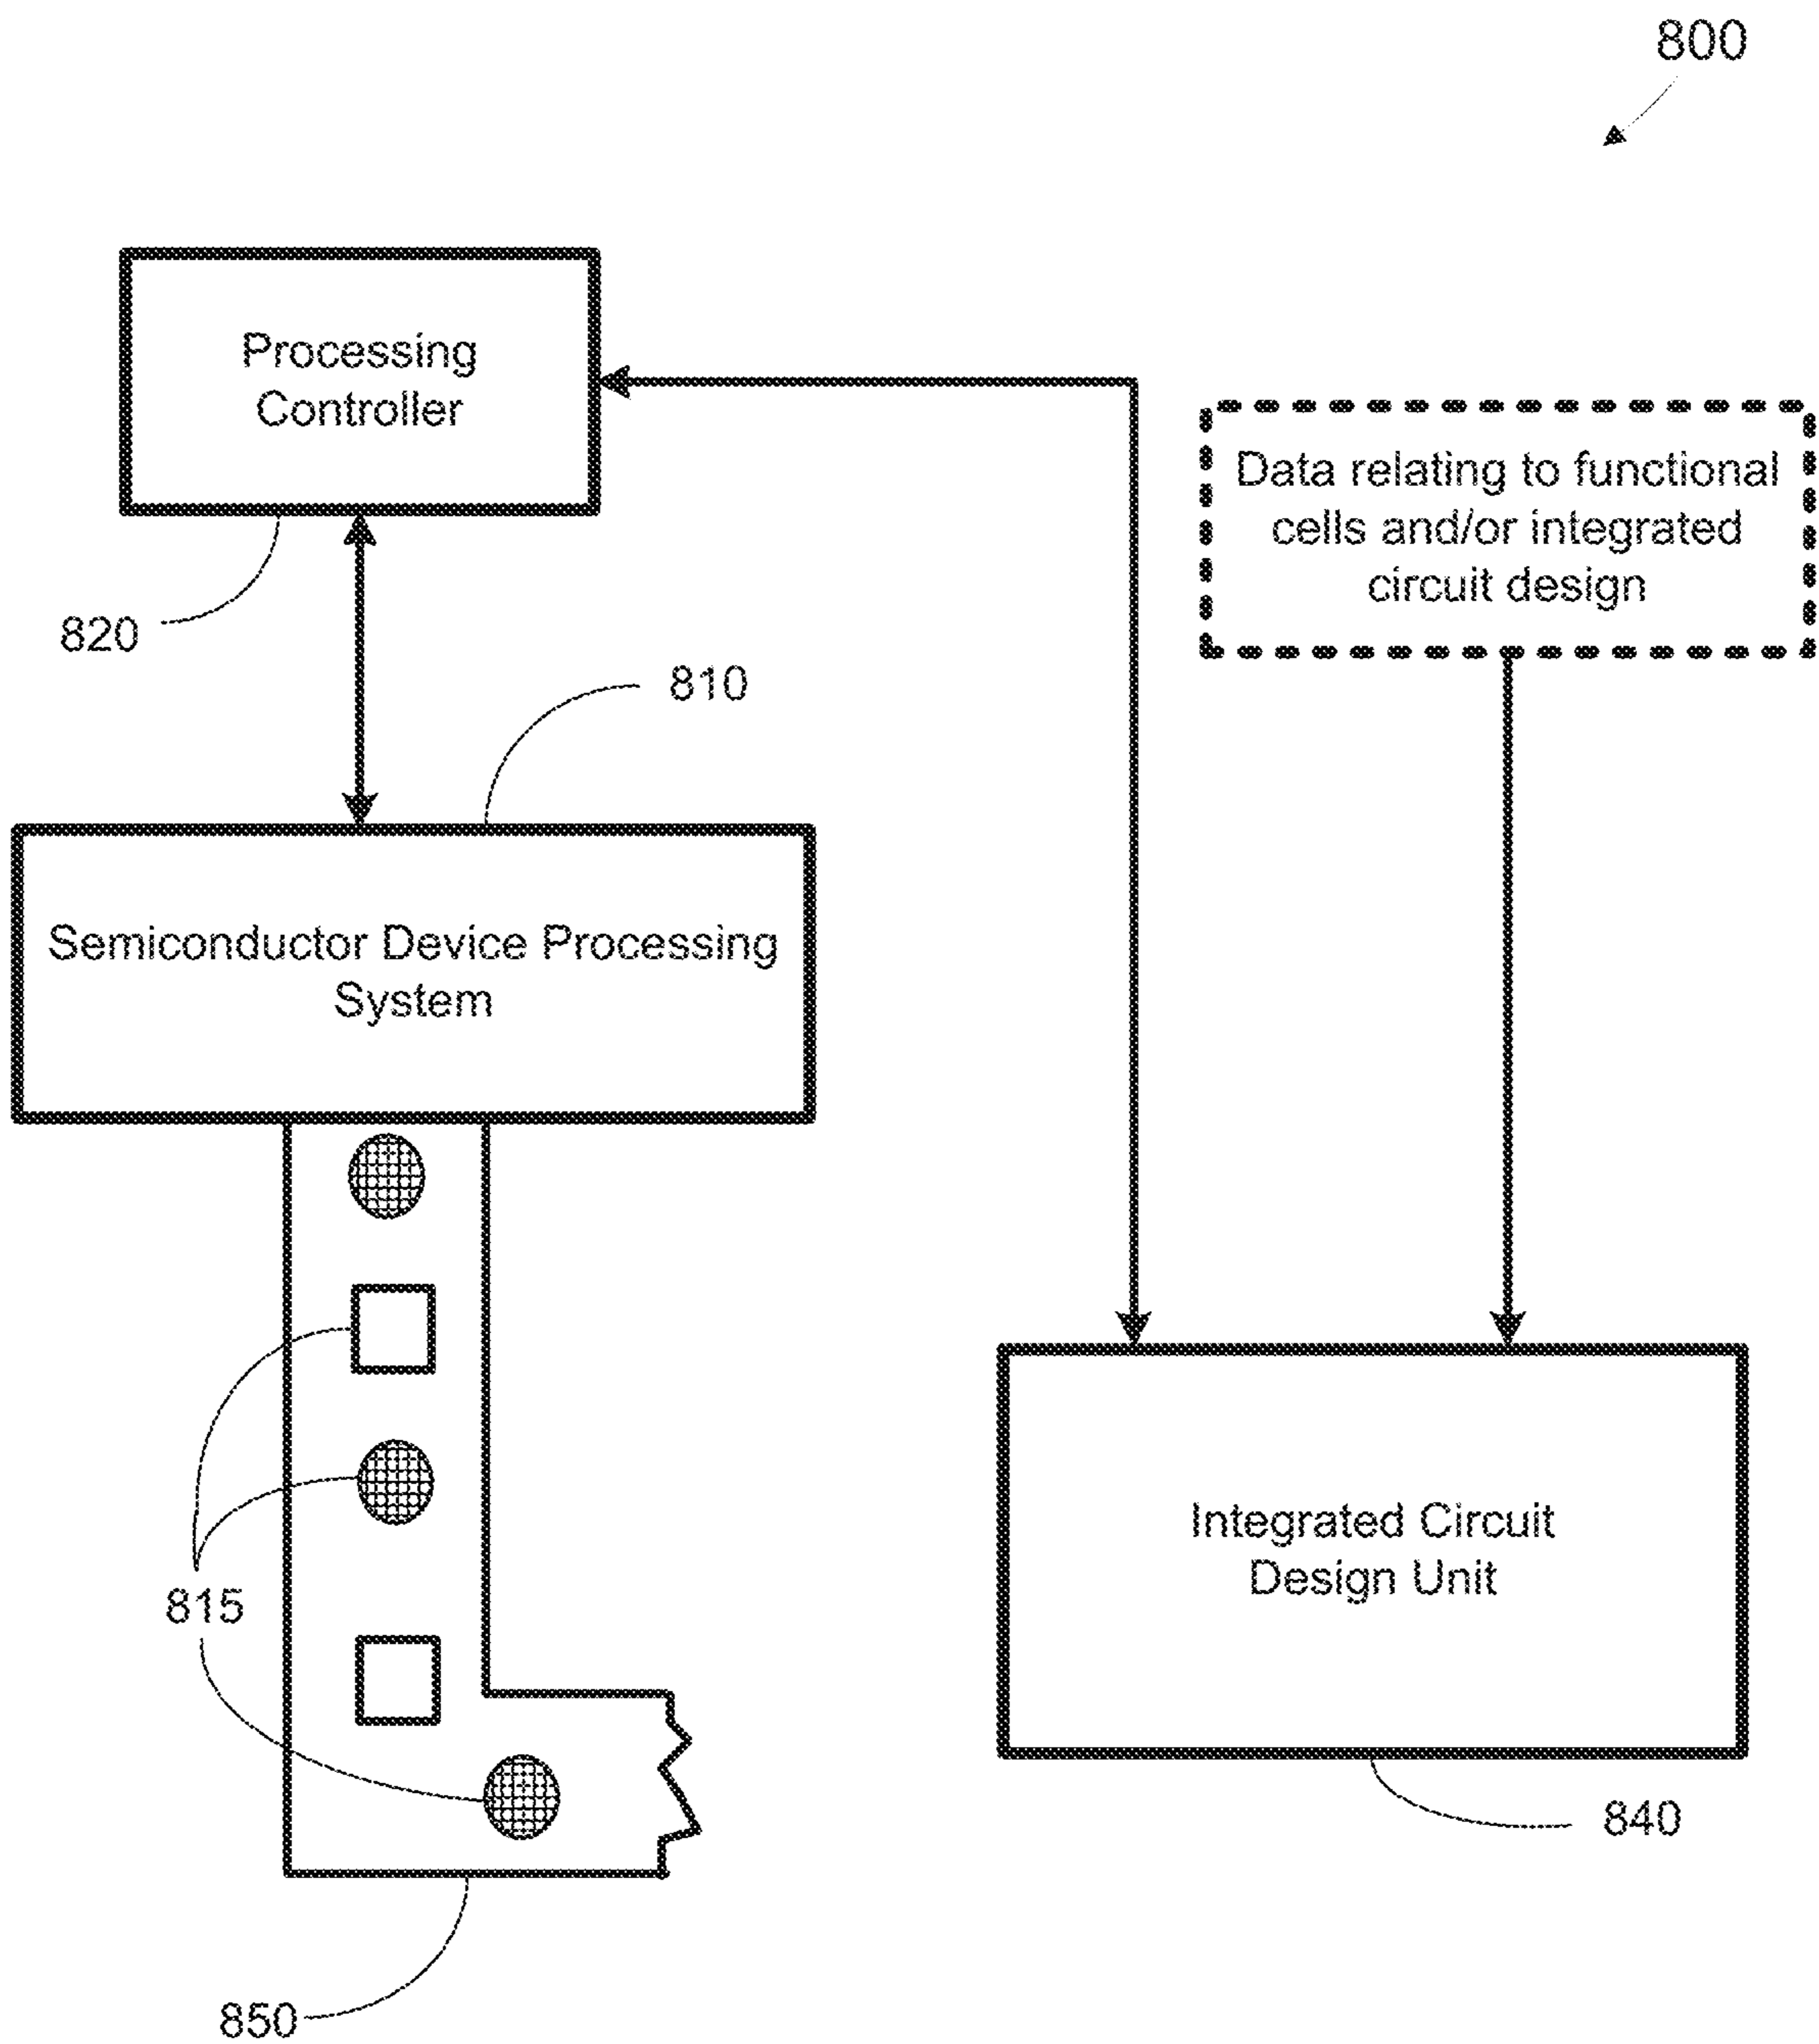 800
Processing
Controller
Data relating to functional
cells and/or integrated
circuit design
820
810
Semiconductor Device Processing
System
Integrated Circuit
Design Unit
815
840
850